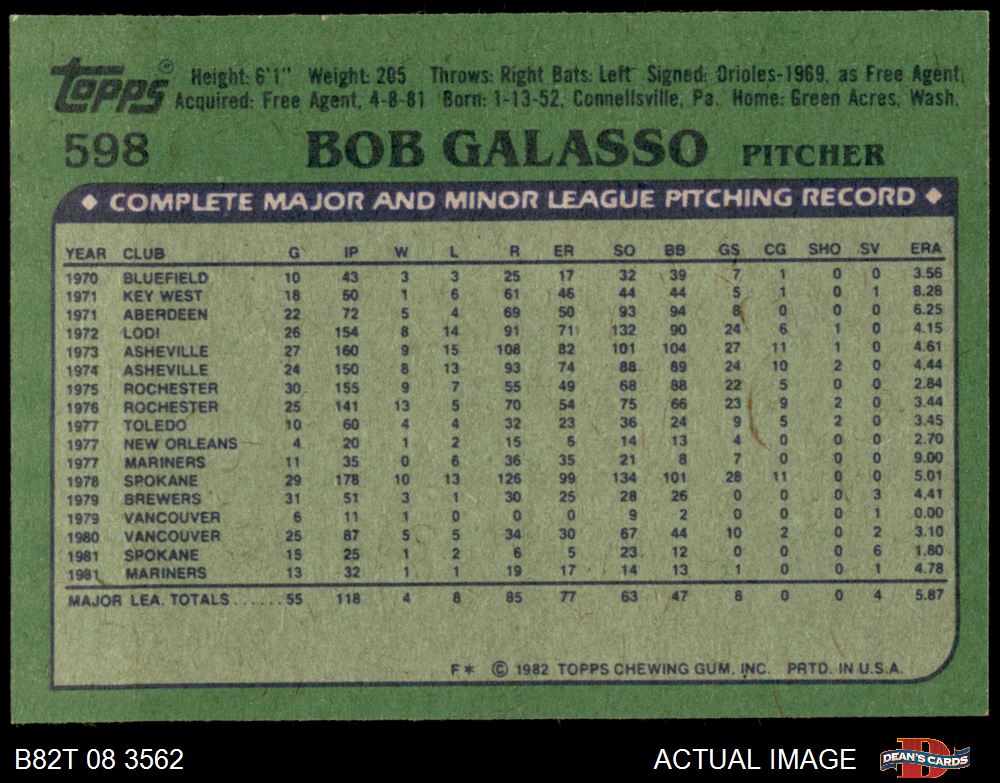 topps® Height: 6'1" Weight: 205 Throws: Right Bats: Left Signed: Orioles-1969, as Free Agent
Acquired: Free Agent, 4-8-81 Born: 1-13-52, Connellsville, Pa. Home: Green Acres, Wash.
598 BOB GALASSO PITCHER
◆ COMPLETE MAJOR AND MINOR LEAGUE PITCHING RECORD ◆
YEAR CLUB G IP W L R ER SO BB GS CG SHO SV ERA
1970 BLUEFIELD 10 43 3 3 25 17 32 39 7 1 0 0 3.56
1971 KEY WEST 18 50 1 6 61 46 44 44 5 1 0 1 8.28
1971 ABERDEEN 22 72 5 4 69 50 93 94 8 0 0 0 6.25
1972 LODI 26 154 8 14 91 71 132 90 24 6 1 0 4.15
1973 ASHEVILLE 27 160 9 15 108 82 101 104 27 11 1 0 4.61
1974 ASHEVILLE 24 150 8 13 93 74 88 89 24 10 2 0 4.44
1975 ROCHESTER 30 155 9 7 55 49 68 88 22 5 0 0 2.84
1976 ROCHESTER 25 141 13 5 70 54 75 66 23 9 2 0 3.44
1977 TOLEDO 10 60 4 4 32 23 36 24 9 5 2 0 3.45
1977 NEW ORLEANS 4 20 1 2 15 6 14 13 4 0 0 0 2.70
1977 MARINERS 11 35 0 6 36 35 21 8 7 0 0 0 9.00
1978 SPOKANE 29 178 10 13 126 99 134 101 28 11 0 0 5.01
1979 BREWERS 31 51 3 1 30 25 28 26 0 0 0 3 4.41
1979 VANCOUVER 6 11 1 0 0 0 9 2 0 0 0 1 0.00
1980 VANCOUVER 25 87 5 5 34 30 67 44 10 2 0 2 3.10
1981 SPOKANE 15 25 1 2 6 5 23 12 0 0 0 6 1.80
1981 MARINERS 13 32 1 1 19 17 14 13 1 0 0 1 4.78
MAJOR LEA. TOTALS......55 118 4 8 85 77 63 47 8 0 0 4 5.87
F* © 1982 TOPPS CHEWING GUM, INC. PRTD. IN U.S.A.
B82T 08 3562 ACTUAL IMAGE DEAN'S CARDS